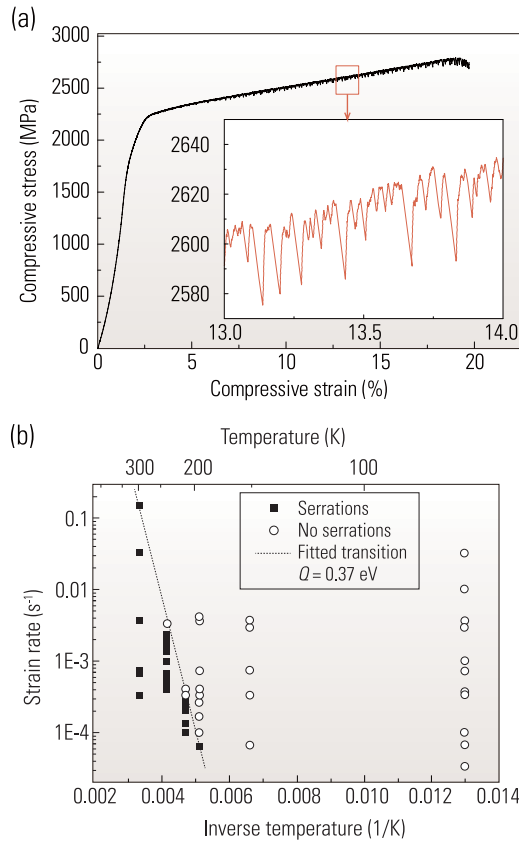 (a)
3000
2500
2000
1750
1500
1000
500
0
Compressive stress (MPa)
2640
2620
2600
2580
13.0
13.5
14.0
0
5
10
15
20
Compressive strain (%)
(b)
Temperature (K)
300
200
100
Serrations
No serrations
Fitted transition
Q = 0.37 eV
0.1
0.01
1E-3
1E-4
Strain rate (s⁻¹)
0.002
0.004
0.006
0.008
0.010
0.012
0.014
Inverse temperature (1/K)